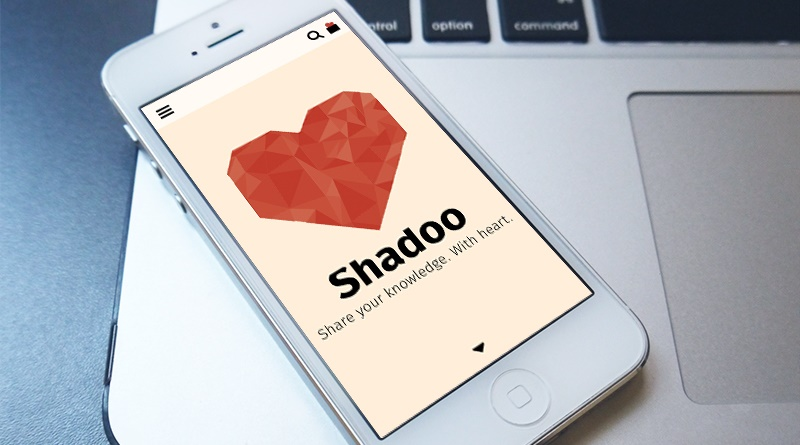 control
option
command
Shadoo
Share your knowledge. With heart.